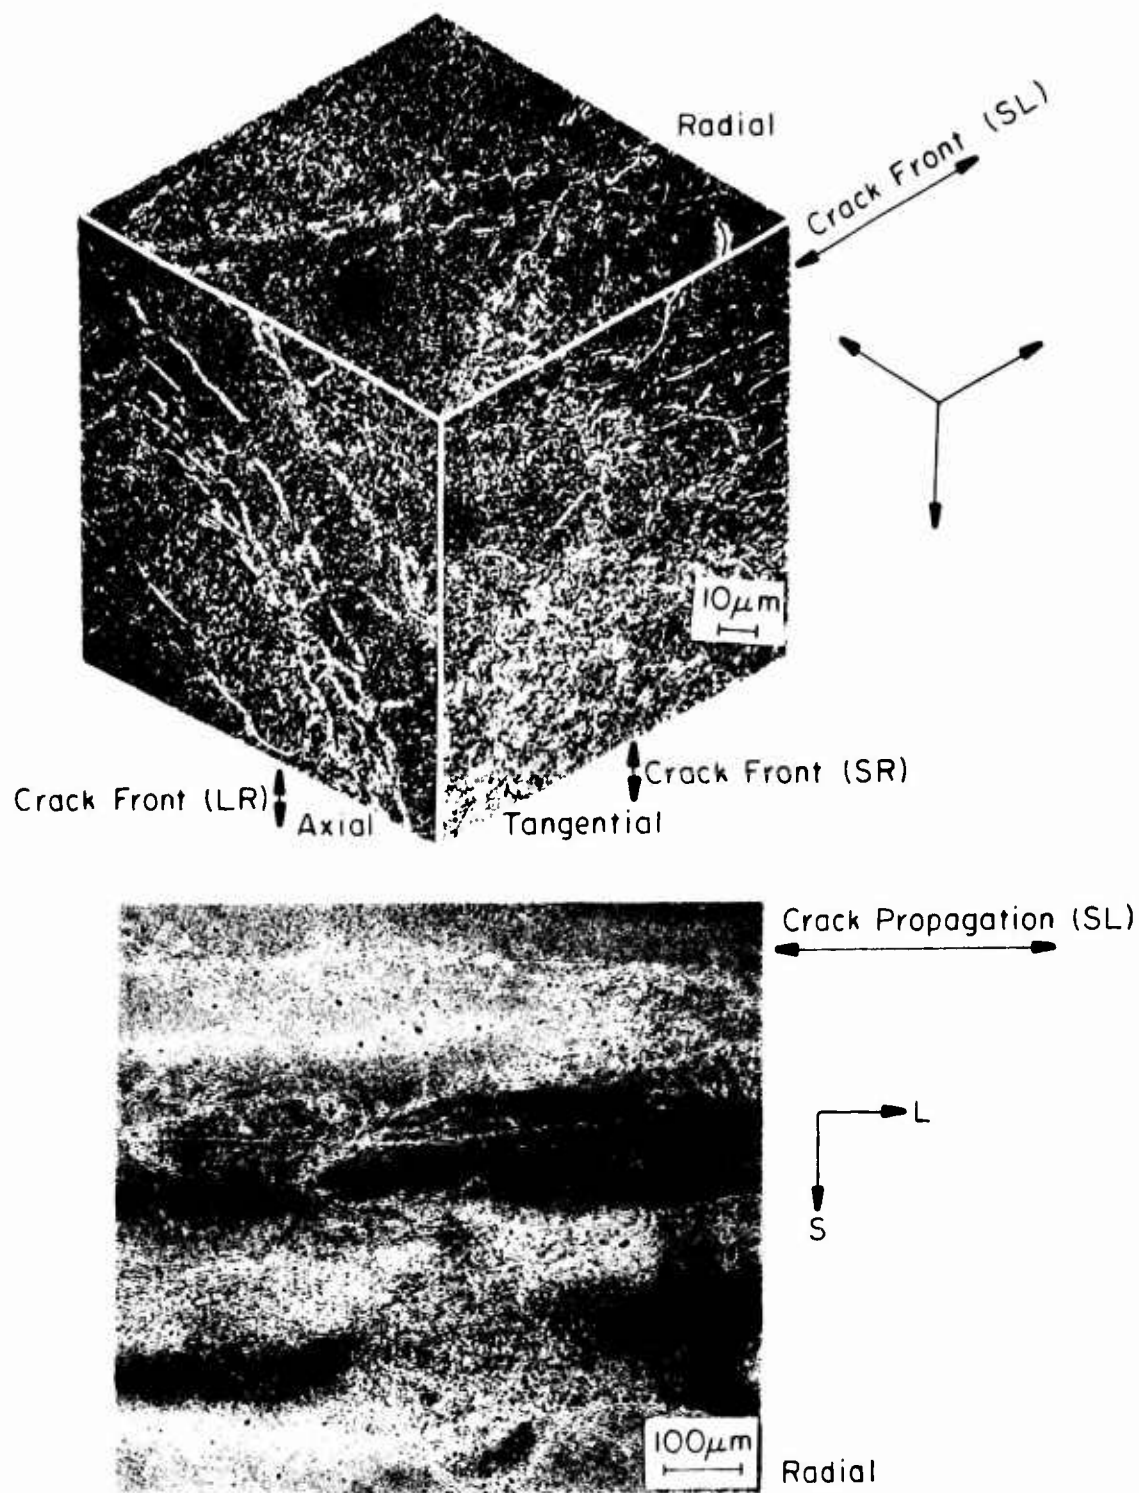 Radial
Crack Front (SL)
10μm
Crack Front (LR)
Axial
Crack Front (SR)
Tangential
Crack Propagation (SL)
L
S
100μm
Radial